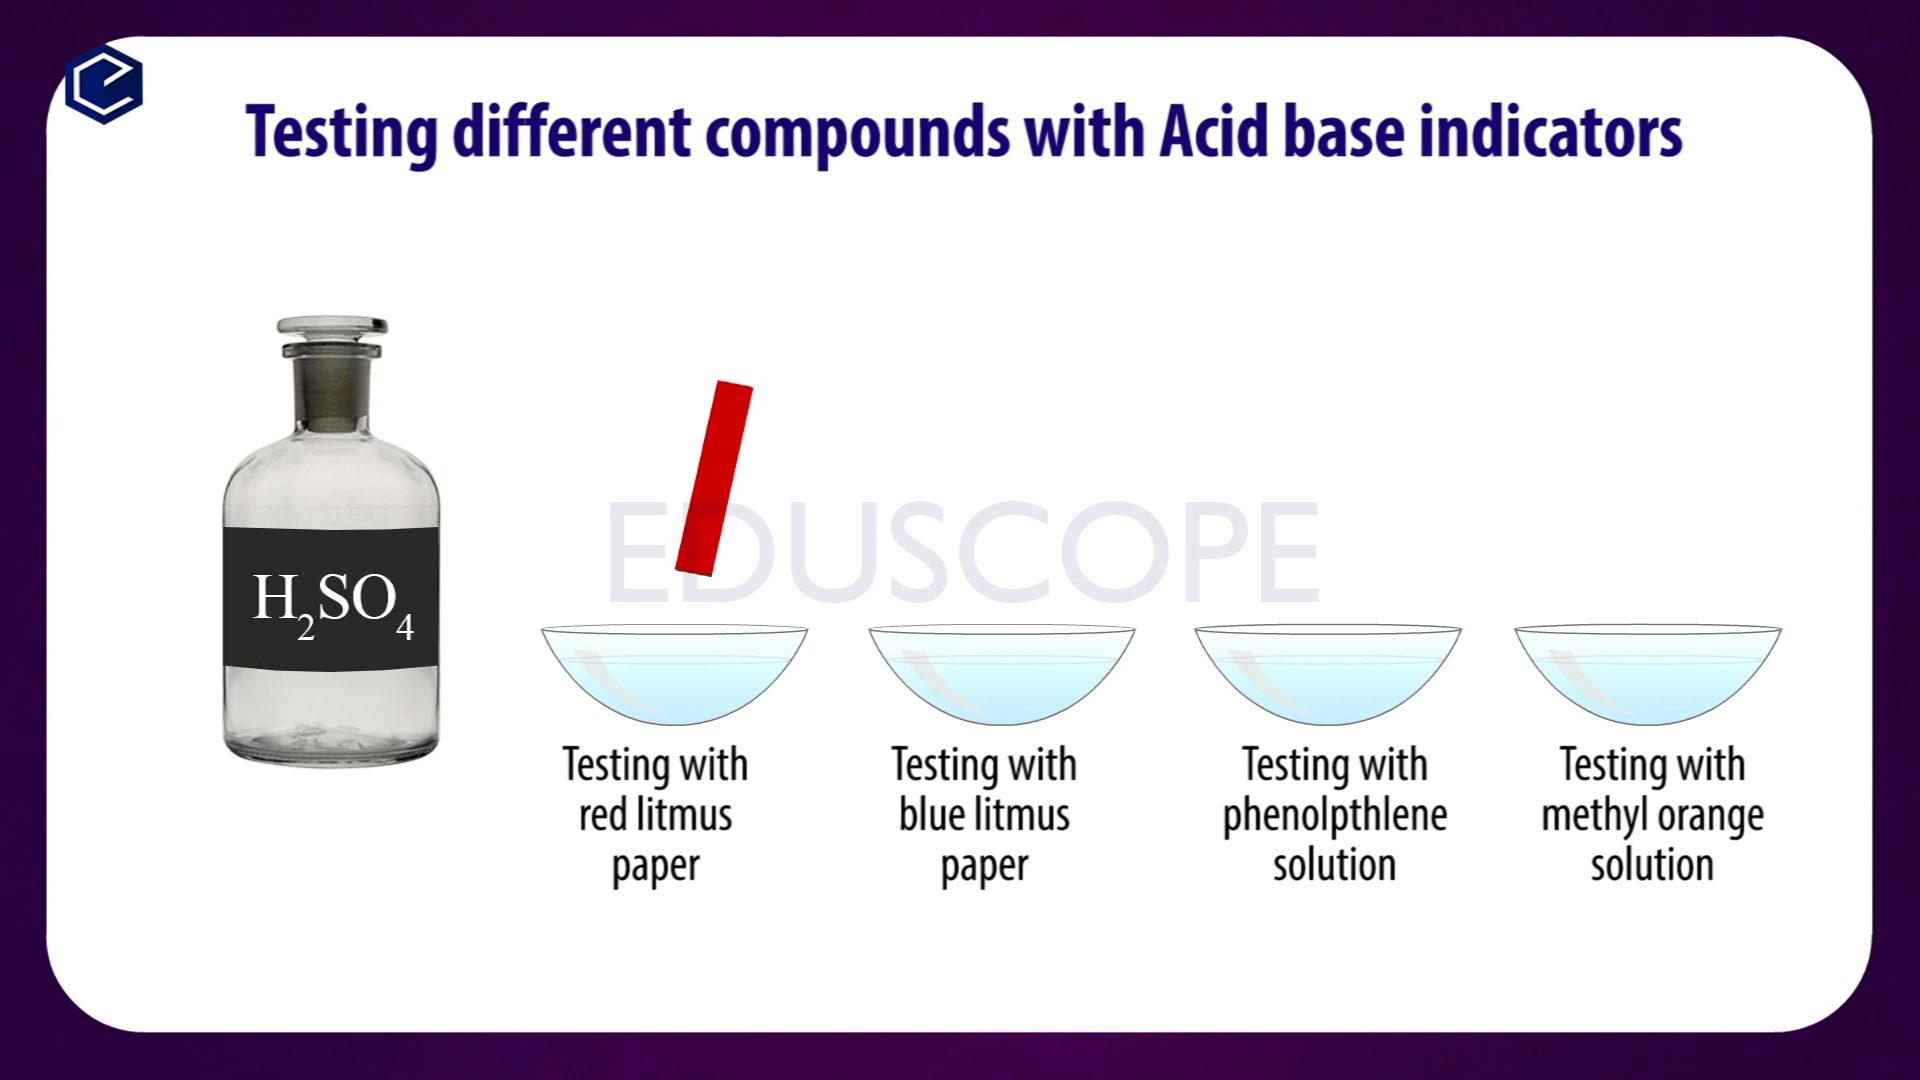 Testing different compounds with Acid base indicators
EDUSCOPE
H₂SO₄
Testing with
red litmus
paper
Testing with
blue litmus
paper
Testing with
phenolpthlene
solution
Testing with
methyl orange
solution